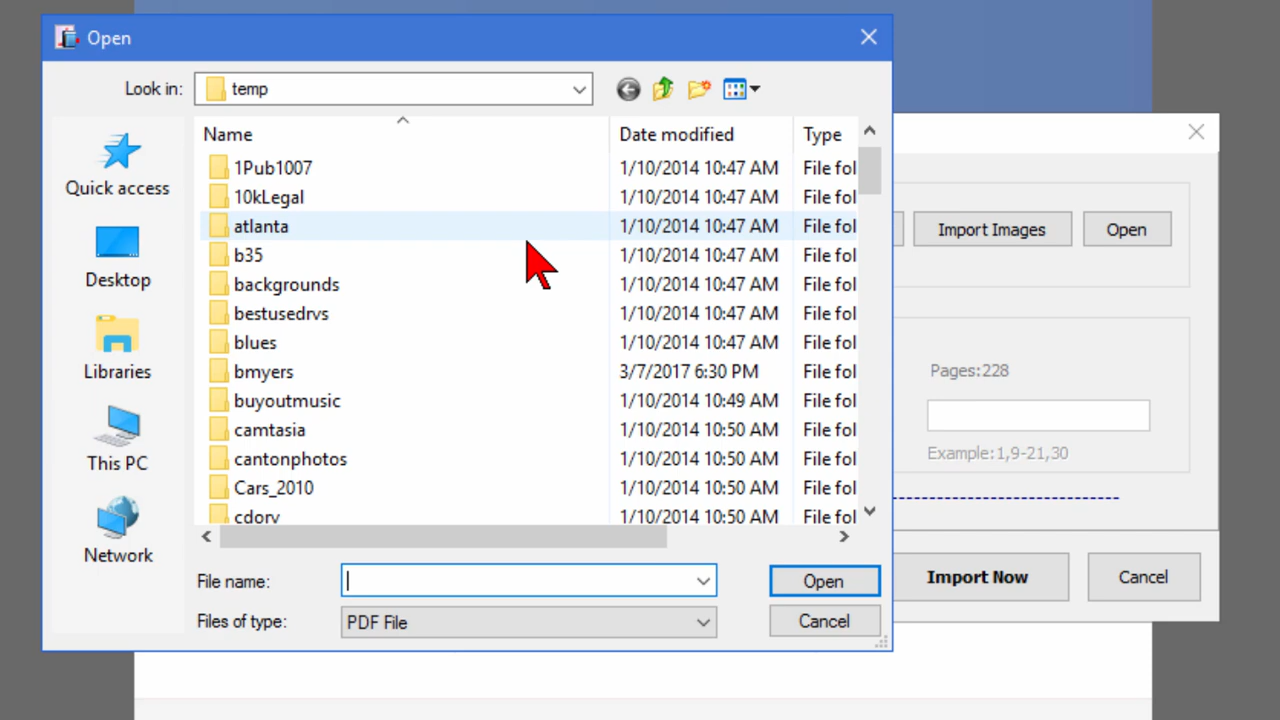 Open
Look in: temp
Quick access
Desktop
Libraries
This PC
Network
Name Date modified Type
1Pub1007 1/10/2014 10:47 AM File fol
10kLegal 1/10/2014 10:47 AM File fol
atlanta 1/10/2014 10:47 AM File fol
b35 1/10/2014 10:47 AM File fol
backgrounds 1/10/2014 10:47 AM File fol
bestusedrvs 1/10/2014 10:47 AM File fol
blues 1/10/2014 10:47 AM File fol
bmyers 3/7/2017 6:30 PM File fol
buyoutmusic 1/10/2014 10:49 AM File fol
camtasia 1/10/2014 10:50 AM File fol
cantonphotos 1/10/2014 10:50 AM File fol
Cars_2010 1/10/2014 10:50 AM File fol
cdorv 1/10/2014 10:50 AM File fol
File name: Open
Files of type: PDF File Cancel
Import Images Open
Pages:228
Example:1,9-21,30
Import Now Cancel